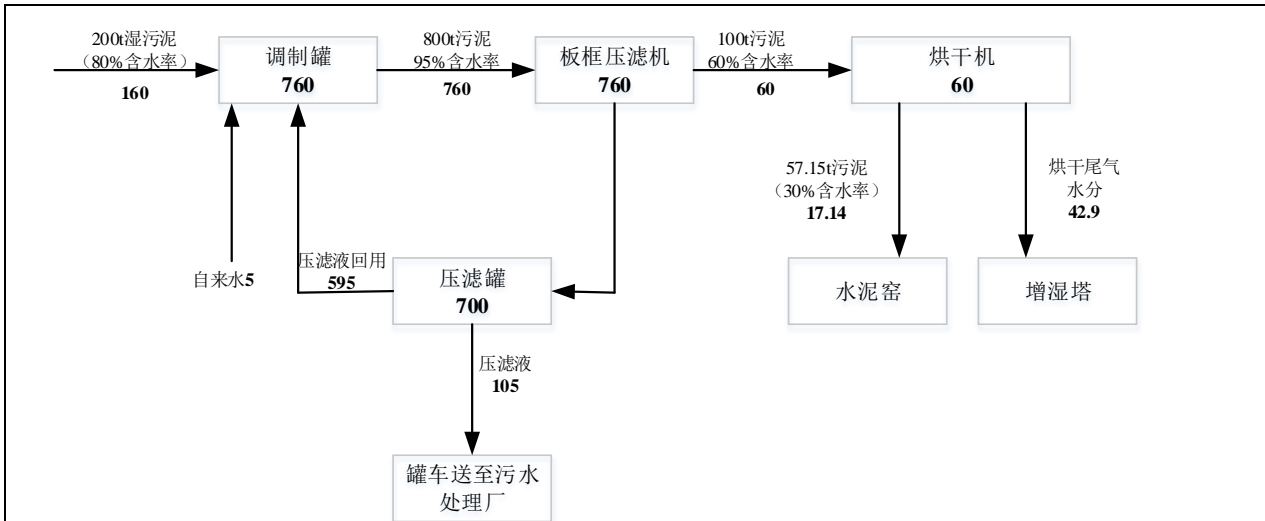 200t湿污泥
（80%含水率）
160
调制罐
760
800t污泥
95%含水率
760
板框压滤机
760
100t污泥
60%含水率
60
烘干机
60
57.15t污泥
（30%含水率）
17.14
烘干尾气
水分
42.9
自来水5
压滤液回用
595
压滤罐
700
水泥窑
增湿塔
压滤液
105
罐车送至污水
处理厂